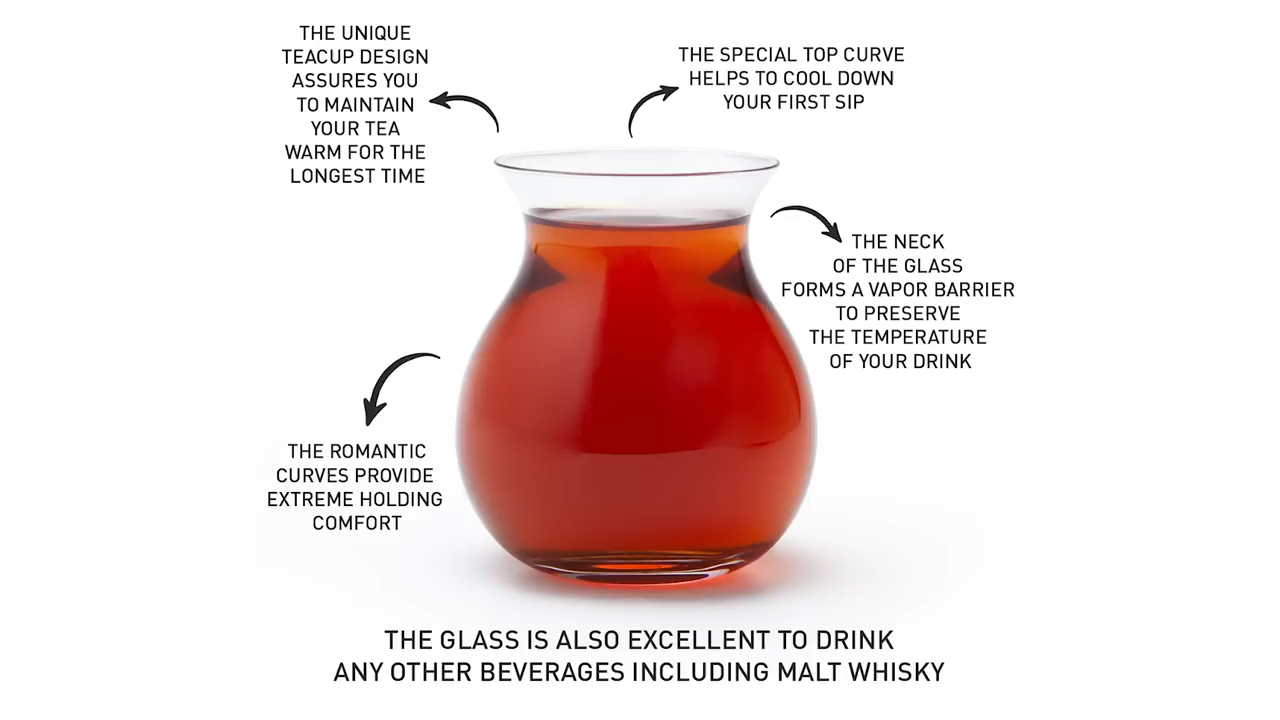 THE UNIQUE
TEACUP DESIGN
ASSURES YOU
TO MAINTAIN
YOUR TEA
WARM FOR THE
LONGEST TIME
THE SPECIAL TOP CURVE
HELPS TO COOL DOWN
YOUR FIRST SIP
THE NECK
OF THE GLASS
FORMS A VAPOR BARRIER
TO PRESERVE
THE TEMPERATURE
OF YOUR DRINK
THE ROMANTIC
CURVES PROVIDE
EXTREME HOLDING
COMFORT
THE GLASS IS ALSO EXCELLENT TO DRINK
ANY OTHER BEVERAGES INCLUDING MALT WHISKY